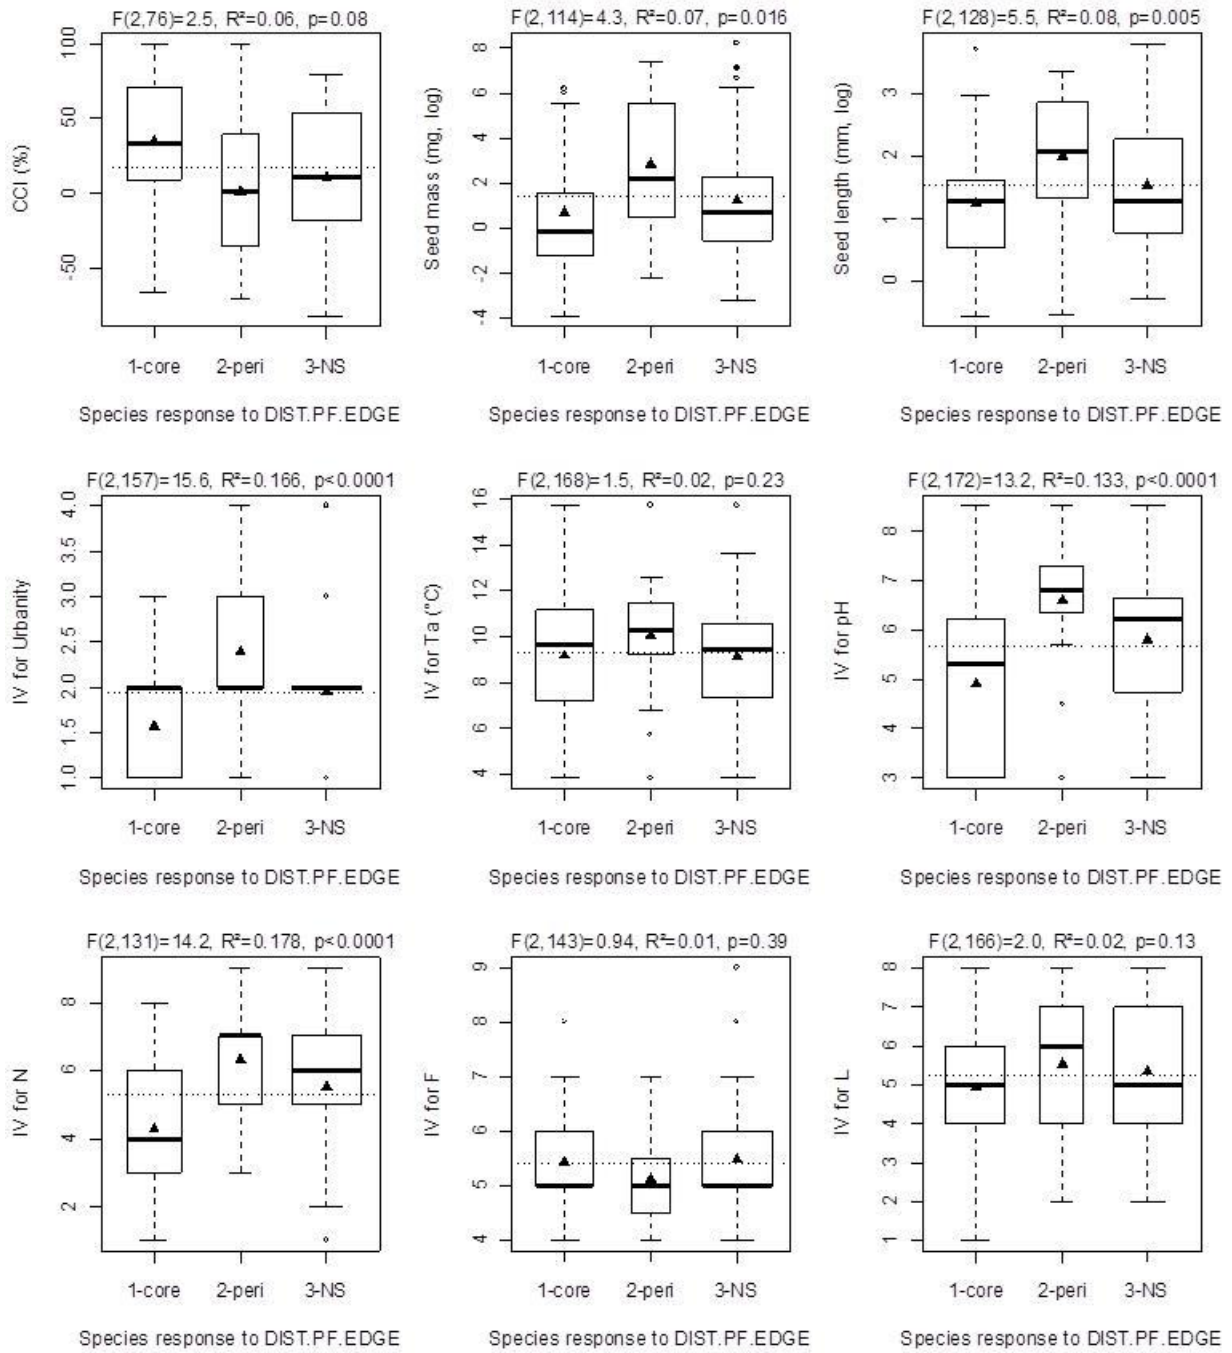 F(2,76)=2.5, R²=0.06, p=0.08
CCI (%)
100
50
0
-50
1-core 2-peri 3-NS
Species response to DIST.PF.EDGE
F(2,114)=4.3, R²=0.07, p=0.016
Seed mass (mg, log)
8
6
4
2
0
-2
-4
1-core 2-peri 3-NS
Species response to DIST.PF.EDGE
F(2,128)=5.5, R²=0.08, p=0.005
Seed length (mm, log)
3
2
1
0
1-core 2-peri 3-NS
Species response to DIST.PF.EDGE
F(2,157)=15.6, R²=0.166, p<0.0001
IV for Urbanity
4.0
3.5
3.0
2.5
2.0
1.5
1.0
1-core 2-peri 3-NS
Species response to DIST.PF.EDGE
F(2,168)=1.5, R²=0.02, p=0.23
IV for Ta (°C)
16
14
12
10
8
6
4
1-core 2-peri 3-NS
Species response to DIST.PF.EDGE
F(2,172)=13.2, R²=0.133, p<0.0001
IV for pH
8
7
6
5
4
3
1-core 2-peri 3-NS
Species response to DIST.PF.EDGE
F(2,131)=14.2, R²=0.178, p<0.0001
IV for N
8
6
4
2
1-core 2-peri 3-NS
Species response to DIST.PF.EDGE
F(2,143)=0.94, R²=0.01, p=0.39
IV for F
9
8
7
6
5
4
1-core 2-peri 3-NS
Species response to DIST.PF.EDGE
F(2,166)=2.0, R²=0.02, p=0.13
IV for L
8
7
6
5
4
3
2
1
1-core 2-peri 3-NS
Species response to DIST.PF.EDGE